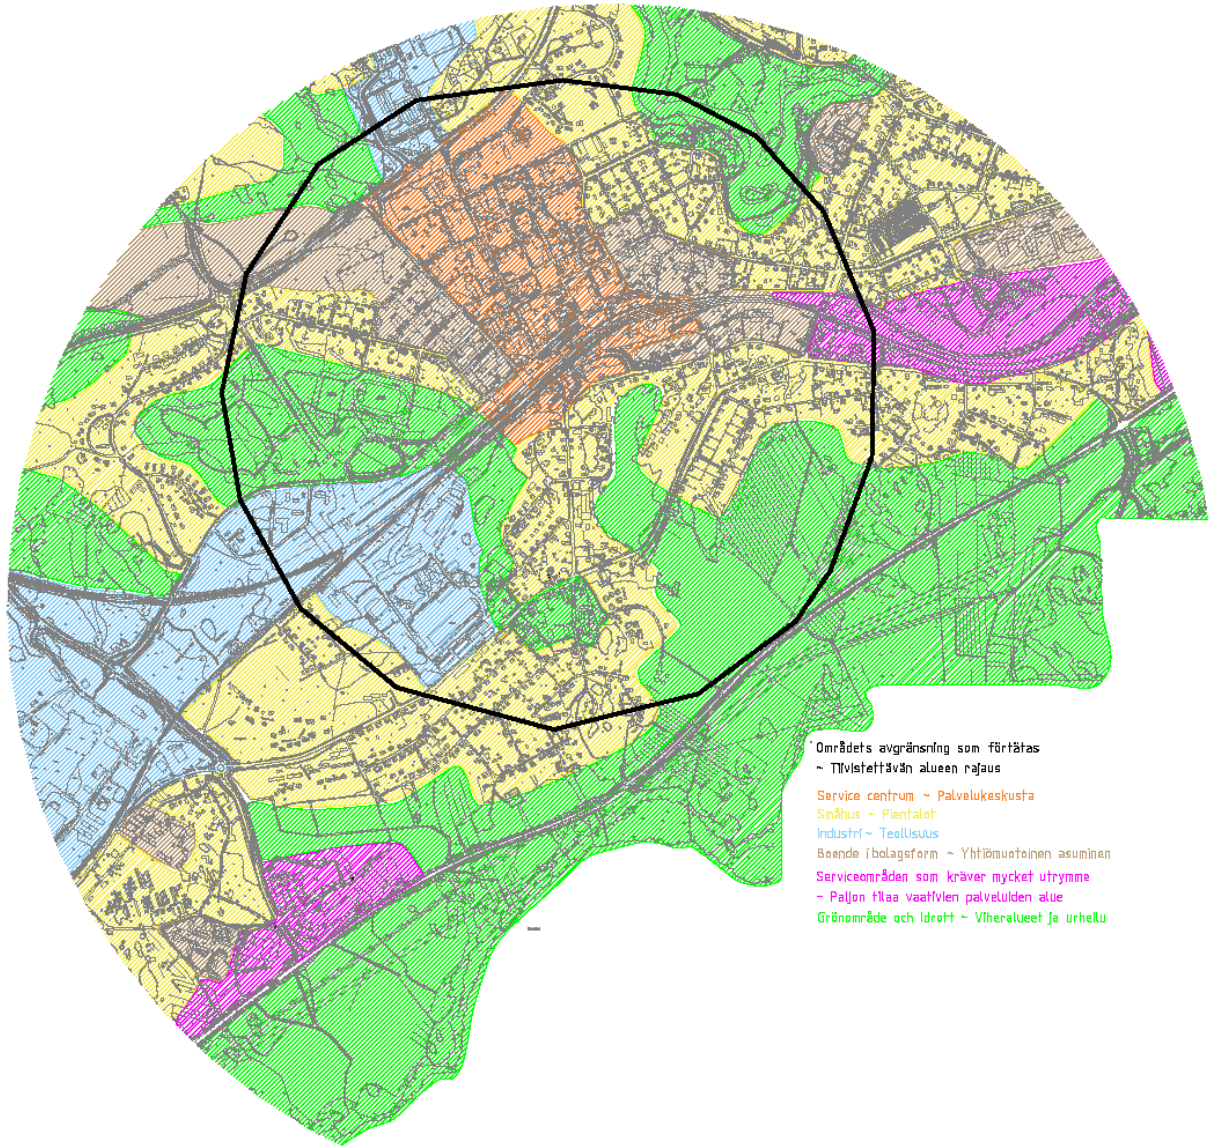 Områdets avgränsning som förtätas
~ Tiivistettävän alueen rajaus
Service centrum ~ Palvelukeskusta
Småhus ~ Pientalot
Industri ~ Teollisuus
Boende i bolagsform ~ Yhtiömuotoinen asuminen
Serviceområden som kräver mycket utrymme
~ Paljon tilaa vaativien palveluiden alue
Grönområde och idrott ~ Viheralueet ja urheilu